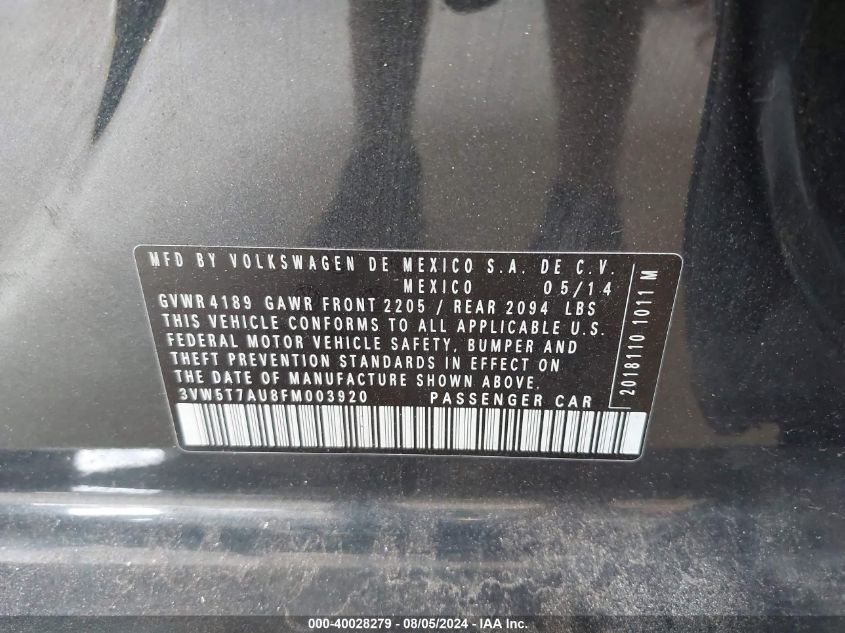 MFD BY VOLKSWAGEN DE MEXICO S.A. DE C.V.
MEXICO 05/14
GVWR 4189 GAWR FRONT 2205 / REAR 2094 LBS
THIS VEHICLE CONFORMS TO ALL APPLICABLE U.S.
FEDERAL MOTOR VEHICLE SAFETY, BUMPER AND
THEFT PREVENTION STANDARDS IN EFFECT ON
THE DATE OF MANUFACTURE SHOWN ABOVE.
3VW5T7AU8FM003920 PASSENGER CAR
2018110 1011 M
000-40028279 - 08/05/2024 - IAA Inc.